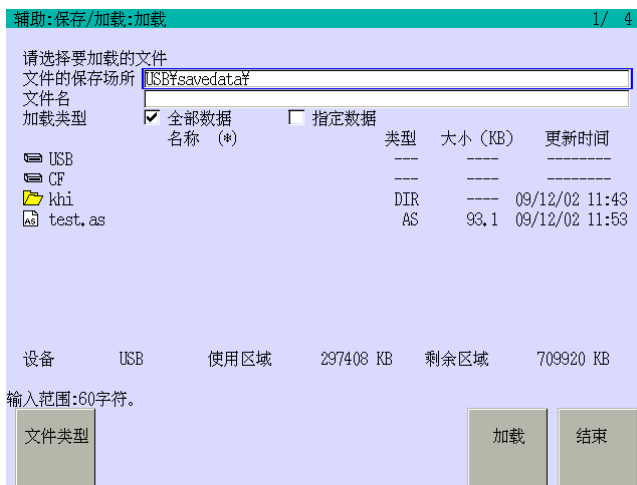 辅助:保存/加载:加载 1/ 4
请选择要加载的文件
文件的保存场所 USB¥savedata¥
文件名
加载类型 全部数据 指定数据
名称 (*) 类型 大小 (KB) 更新时间
USB --- ---- --------
CF --- ---- --------
khi DIR ---- 09/12/02 11:43
AS test.as AS 93.1 09/12/02 11:53
设备 USB 使用区域 297408 KB 剩余区域 709920 KB
输入范围:60字符。
文件类型 加载 结束